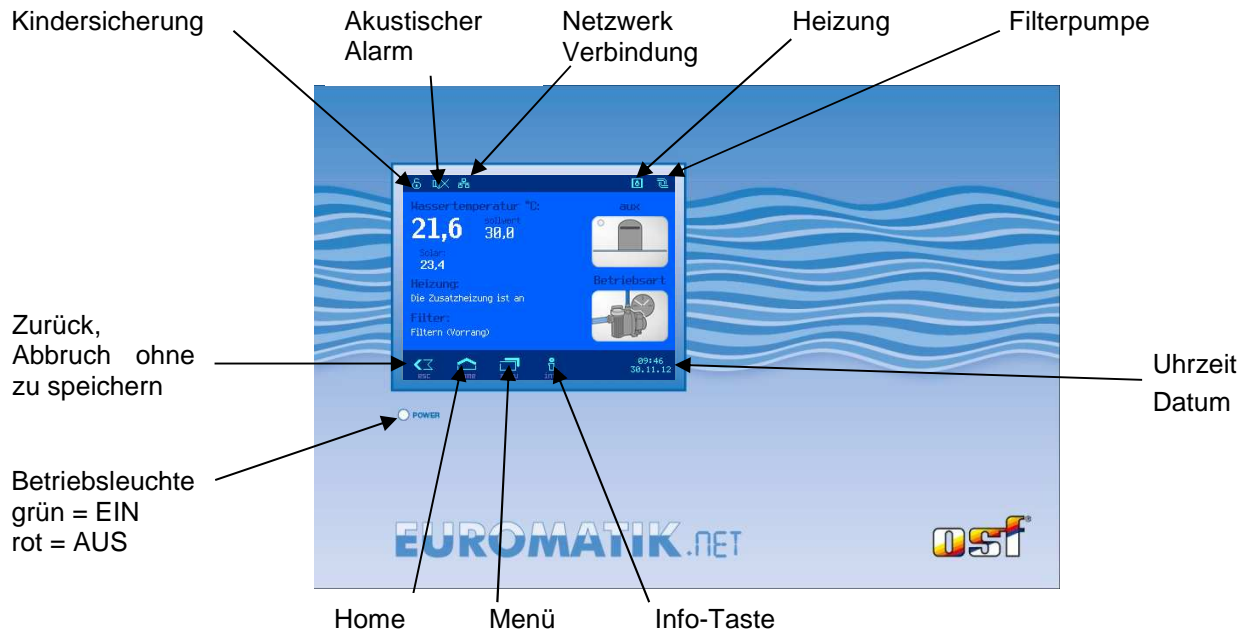 Kindersicherung
Akustischer
Alarm
Netzwerk
Verbindung
Heizung
Filterpumpe
Wassertemperatur °C:
21,6
sollwert
30,0
Solar:
23,4
Heizung:
Die Zusatzheizung ist an
Filter:
Filtern (Vorrang)
aux
Betriebsart
esc
09:46
30.11.12
Zurück,
Abbruch ohne
zu speichern
Uhrzeit
Datum
POWER
Betriebsleuchte
grün = EIN
rot = AUS
EUROMATIK.NET
osf®
Home
Menü
Info-Taste